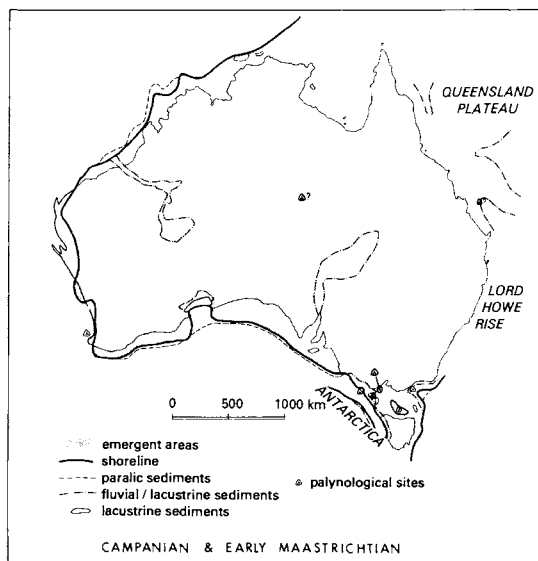 QUEENSLAND
PLATEAU
?
LORD
HOWE
RISE
ANTARCTICA
0 500 1000 km
emergent areas
shoreline
paralic sediments
fluvial / lacustrine sediments
palynological sites
lacustrine sediments
CAMPANIAN & EARLY MAASTRICHTIAN